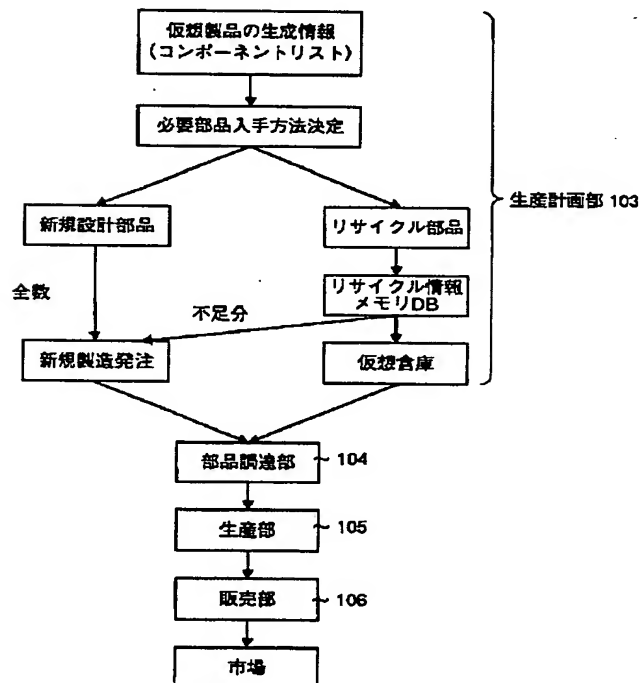 仮想製品の生成情報
(コンポーネントリスト)
必要部品入手方法決定
生産計画部 103
新規設計部品
リサイクル部品
全数
リサイクル情報
メモリDB
不足分
新規製造発注
仮想倉庫
部品調達部
104
生産部
105
販売部
106
市場